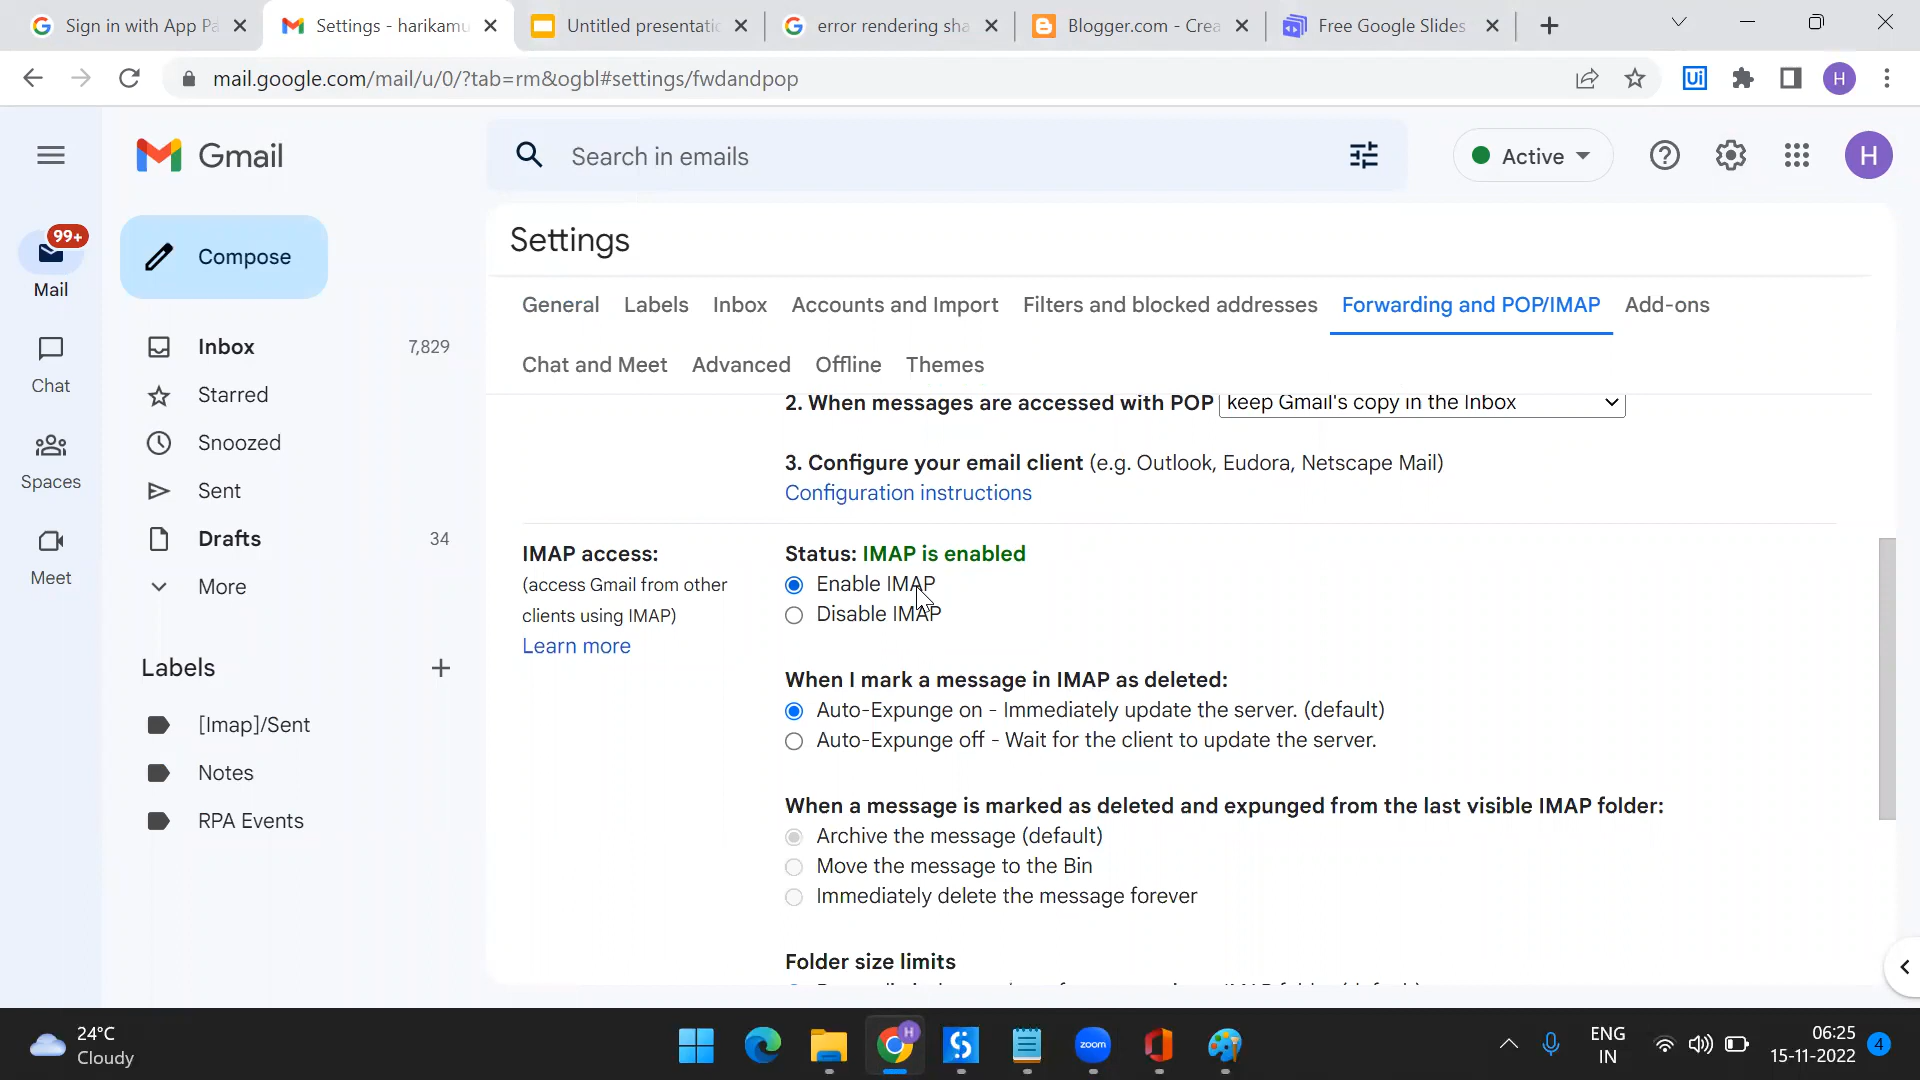 Sign in with App Pa
Settings - harikamu
Untitled presentatio
error rendering sha
Blogger.com - Crea
Free Google Slides
mail.google.com/mail/u/0/?tab=rm&ogbl#settings/fwdandpop
Ui
H
Gmail
Search in emails
Active
H
99+
Mail
Chat
Spaces
Meet
Compose
Inbox 7,829
Starred
Snoozed
Sent
Drafts 34
More
Labels
[Imap]/Sent
Notes
RPA Events
Settings
General Labels Inbox Accounts and Import Filters and blocked addresses Forwarding and POP/IMAP Add-ons
Chat and Meet Advanced Offline Themes
2. When messages are accessed with POP keep Gmail's copy in the Inbox
3. Configure your email client (e.g. Outlook, Eudora, Netscape Mail)
Configuration instructions
IMAP access:
(access Gmail from other
clients using IMAP)
Learn more
Status: IMAP is enabled
Enable IMAP
Disable IMAP
When I mark a message in IMAP as deleted:
Auto-Expunge on - Immediately update the server. (default)
Auto-Expunge off - Wait for the client to update the server.
When a message is marked as deleted and expunged from the last visible IMAP folder:
Archive the message (default)
Move the message to the Bin
Immediately delete the message forever
Folder size limits
24°C
Cloudy
H
zoom
ENG
IN
06:25
15-11-2022
4